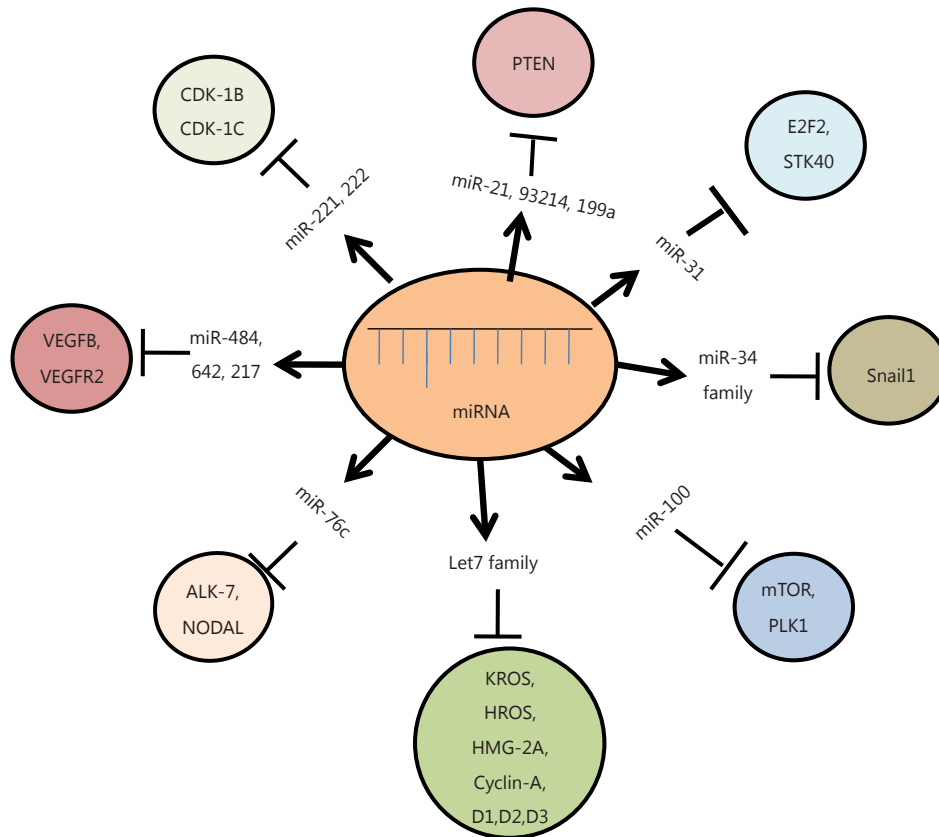 PTEN
CDK-1B
CDK-1C
E2F2,
STK40
miR-21, 93214, 199a
miR-221, 222
miR-31
VEGFB,
VEGFR2
miR-484,
642, 217
miR-34
family
Snail1
miRNA
miR-76c
miR-100
Let7 family
ALK-7,
NODAL
mTOR,
PLK1
KROS,
HROS,
HMG-2A,
Cyclin-A,
D1,D2,D3